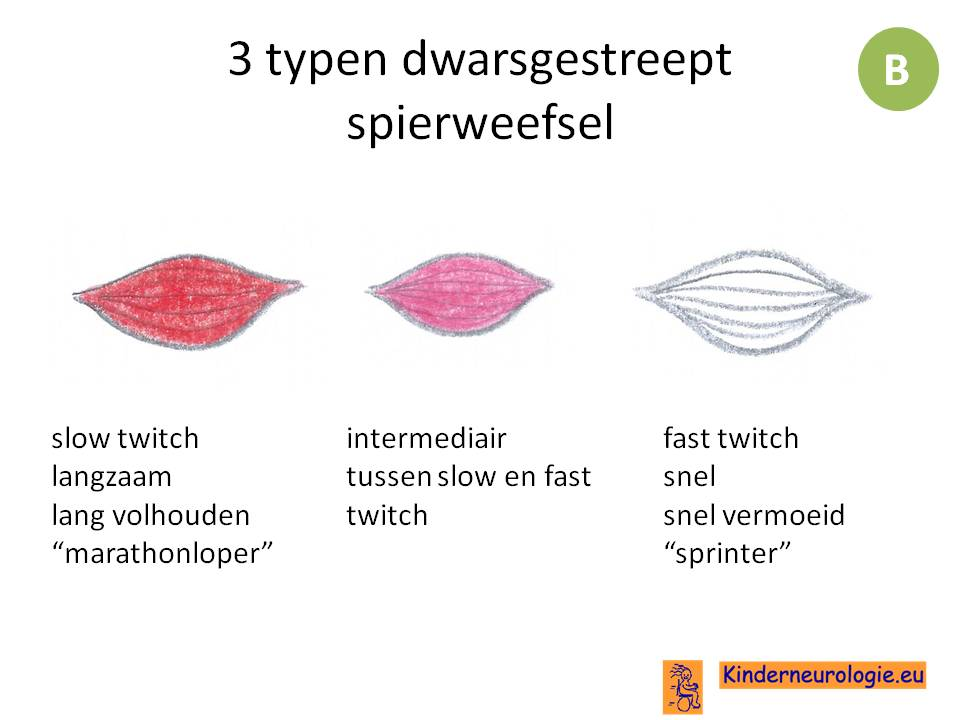 3 typen dwarsgestreept
spierweefsel
B
slow twitch
langzaam
lang volhouden
“marathonloper”
intermediair
tussen slow en fast
twitch
fast twitch
snel
snel vermoeid
“sprinter”
Kinderneurologie.eu